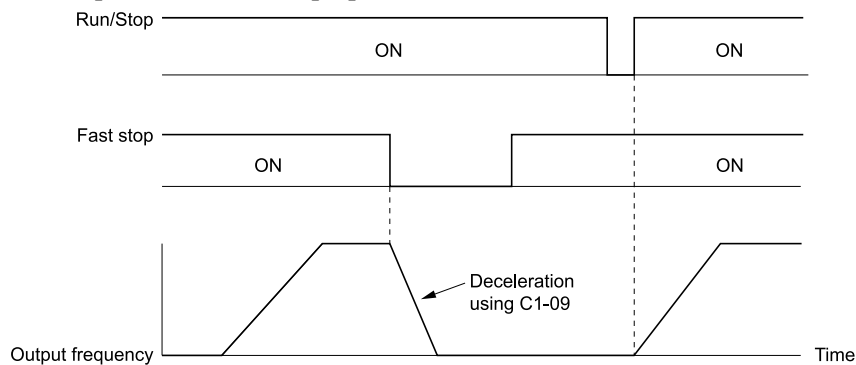 Run/Stop
ON
ON
Fast stop
ON
ON
Deceleration
using C1-09
Output frequency
Time